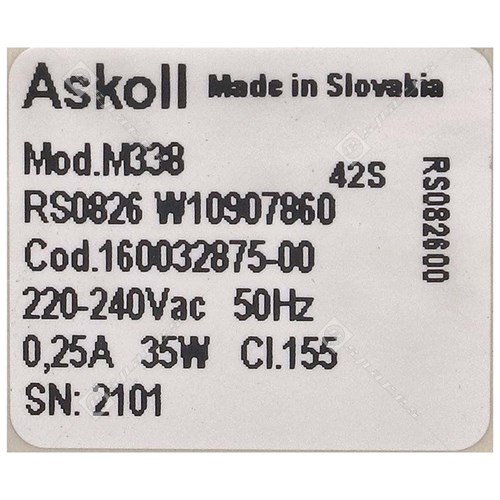 Askoll Made in Slovakia
Mod.M338
42S
RS0826 W10907860
Cod.160032875-00
220-240Vac 50Hz
0,25A 35W Cl.155
SN: 2101
RS082600